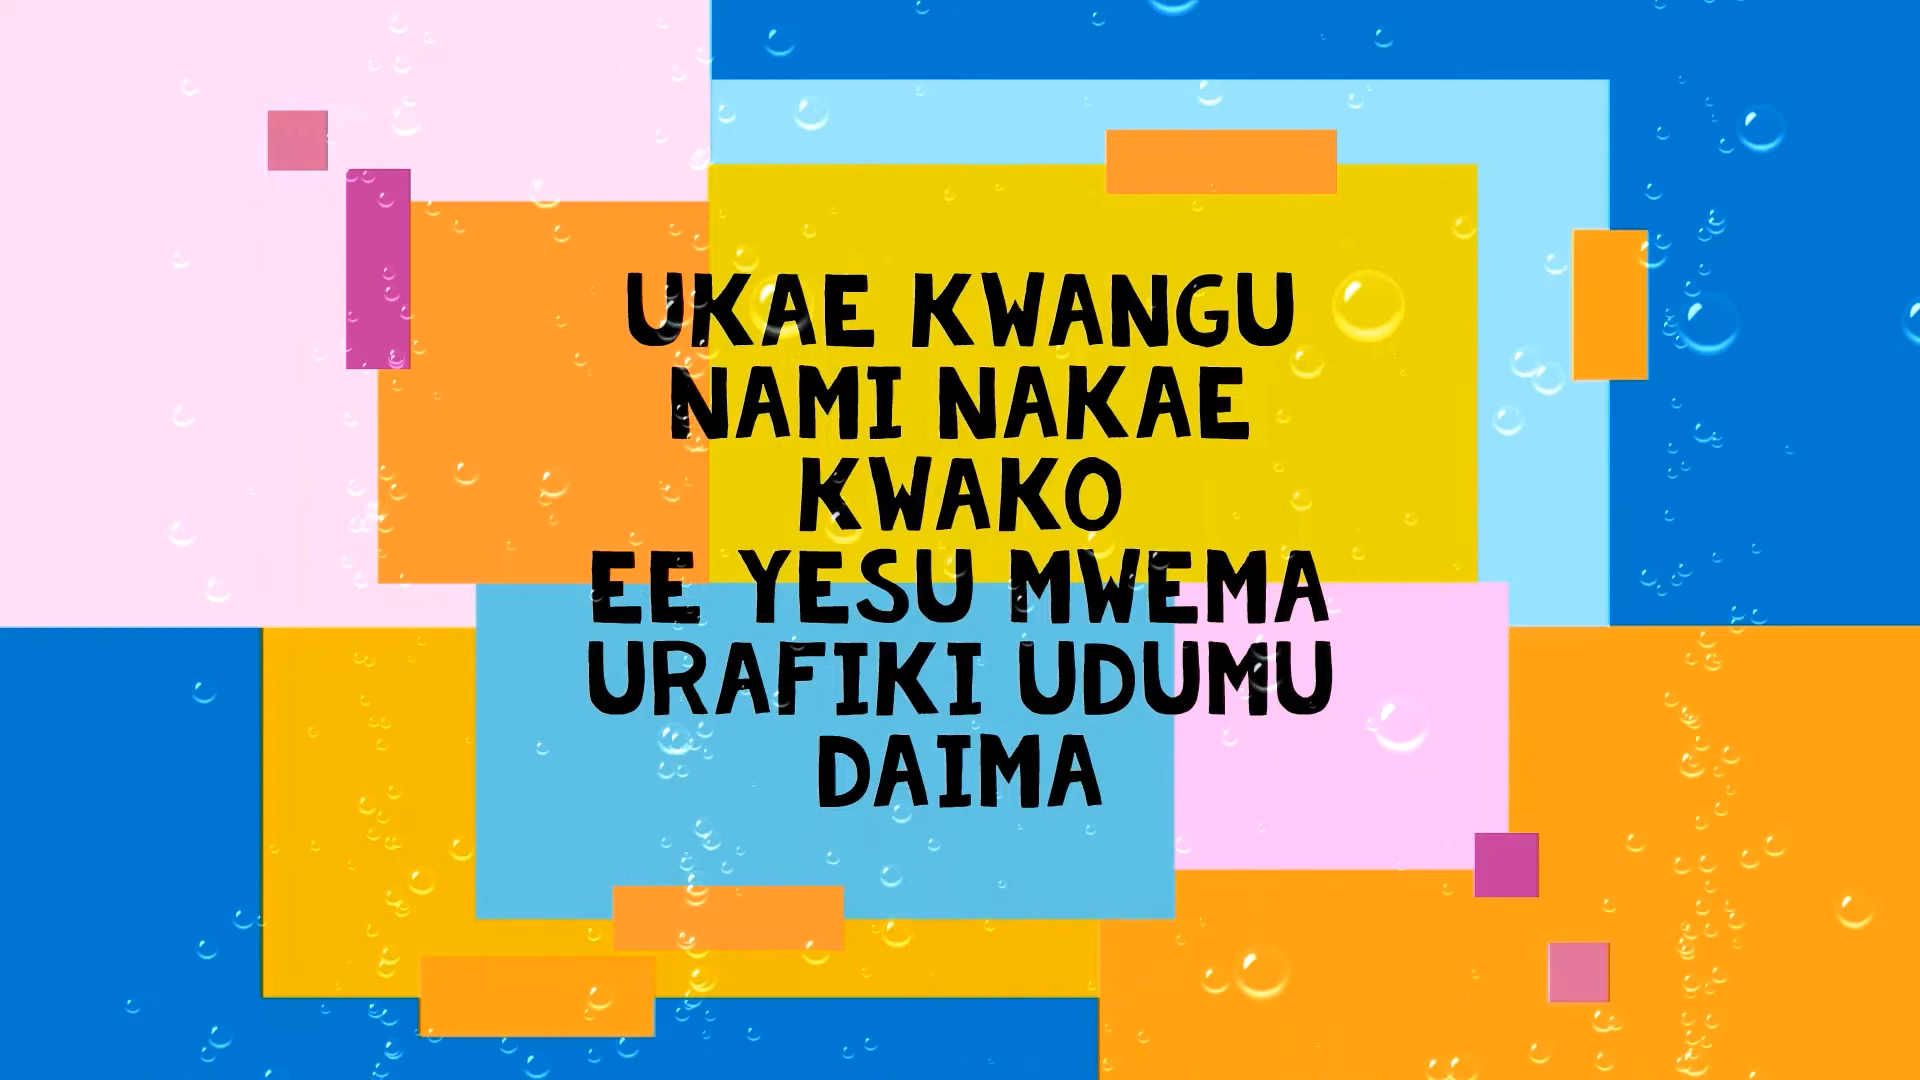 UKAE KWANGU
NAMI NAKAE
KWAKO
EE YESU MWEMA
URAFIKI UDUMU
DAIMA